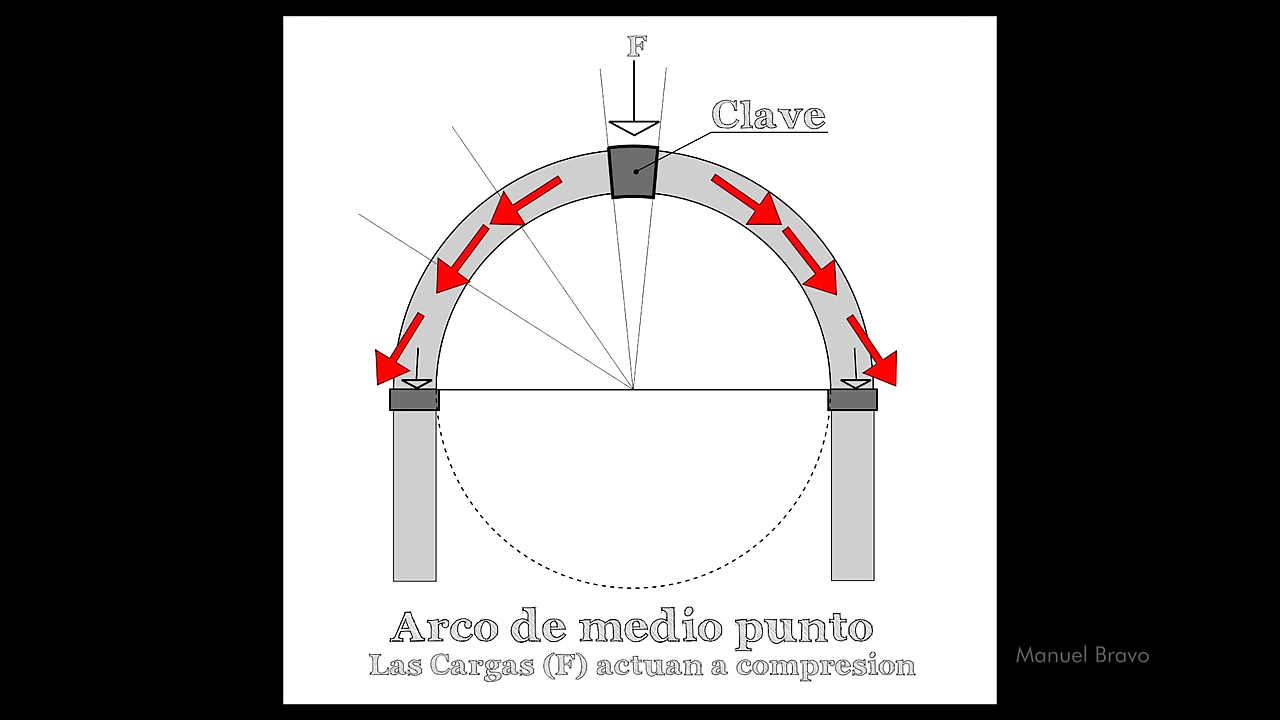 F
Clave
Arco de medio punto
Las Cargas (F) actuan a compresion
Manuel Bravo